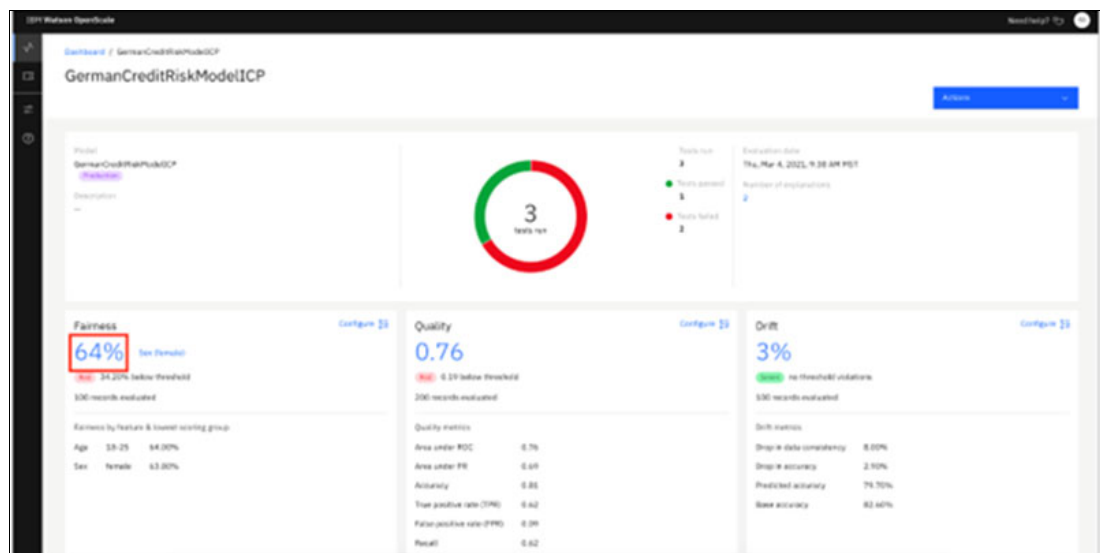 IBM Watson OpenScale
Need help?
Dashboard / GermanCreditRiskModelICP
GermanCreditRiskModelICP
Actions
Model
GermanCreditRiskModelICP
Production
Description
—
3
tests run
Tests run
3
Tests passed
1
Tests failed
2
Evaluation date
Thu, Mar 4, 2021, 9:38 AM PST
Number of explanations
2
Fairness
Configure
64% Sex (female)
34.20% below threshold
100 records evaluated
Fairness by feature & lowest scoring group
Age 18-25 64.00%
Sex female 63.80%
Quality
Configure
0.76
0.19 below threshold
200 records evaluated
Quality metrics
Area under ROC 0.76
Area under PR 0.69
Accuracy 0.81
True positive rate (TPR) 0.62
False positive rate (FPR) 0.09
Recall 0.62
Drift
Configure
3%
Green no threshold violations
100 records evaluated
Drift metrics
Drop in data consistency 8.00%
Drop in accuracy 2.90%
Predicted accuracy 79.70%
Base accuracy 82.60%